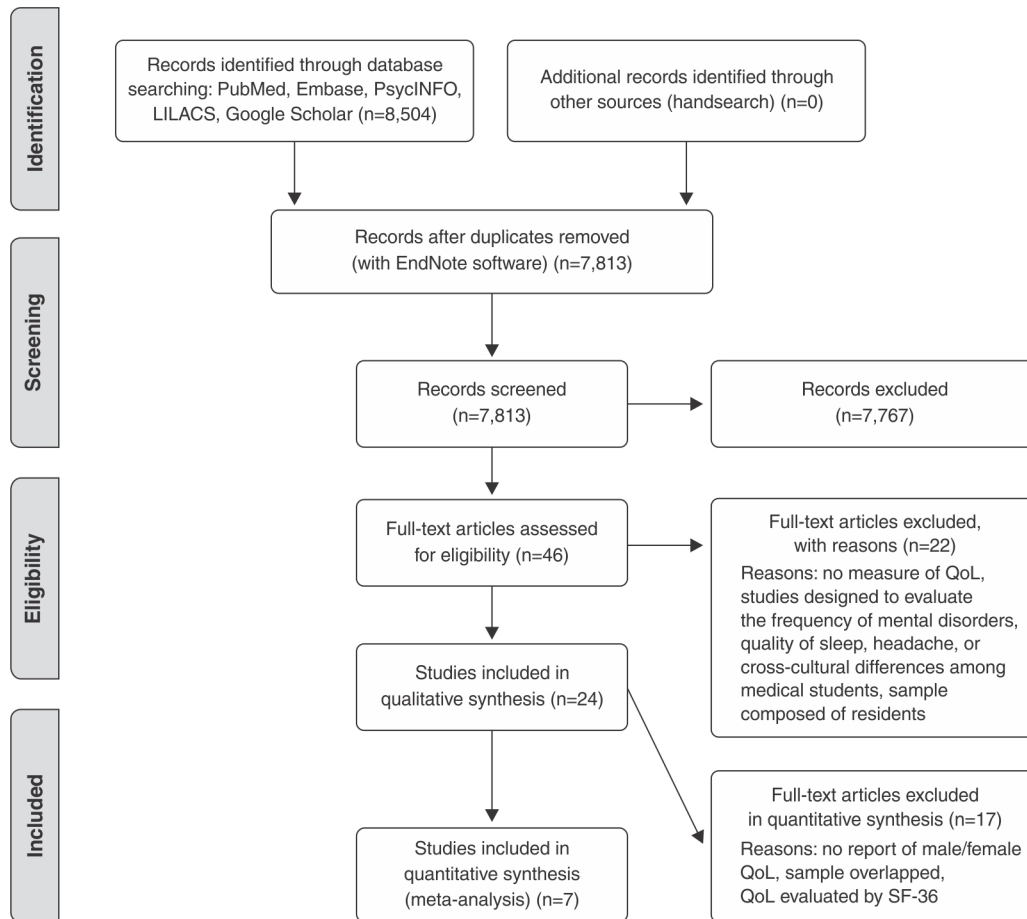 Identification
Records identified through database
searching: PubMed, Embase, PsycINFO,
LILACS, Google Scholar (n=8,504)
Additional records identified through
other sources (handsearch) (n=0)
Records after duplicates removed
(with EndNote software) (n=7,813)
Screening
Records screened
(n=7,813)
Records excluded
(n=7,767)
Eligibility
Full-text articles assessed
for eligibility (n=46)
Full-text articles excluded,
with reasons (n=22)
Reasons: no measure of QoL,
studies designed to evaluate
the frequency of mental disorders,
quality of sleep, headache, or
cross-cultural differences among
medical students, sample
composed of residents
Studies included in
qualitative synthesis (n=24)
Included
Full-text articles excluded
in quantitative synthesis (n=17)
Reasons: no report of male/female
QoL, sample overlapped,
QoL evaluated by SF-36
Studies included in
quantitative synthesis
(meta-analysis) (n=7)